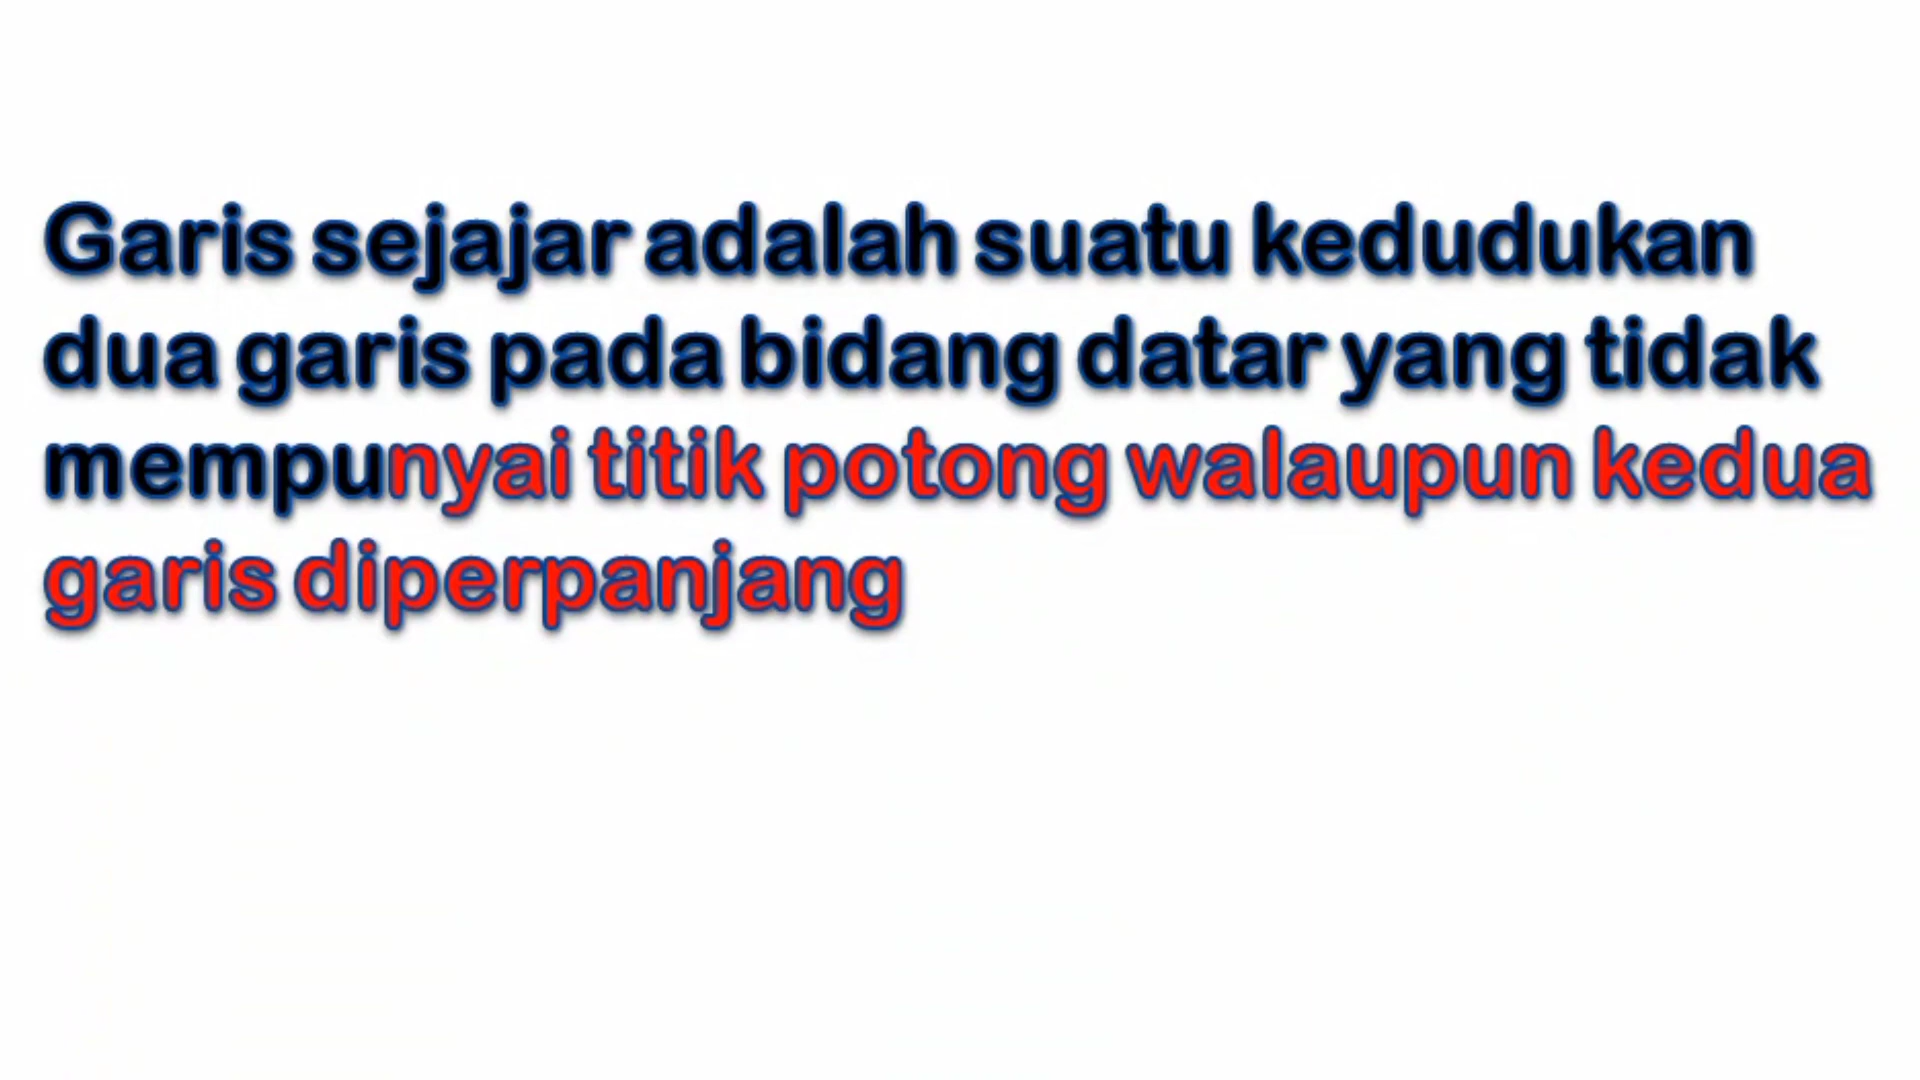 Garis sejajar adalah suatu kedudukan
dua garis pada bidang datar yang tidak
mempunyai titik potong walaupun kedua
garis diperpanjang